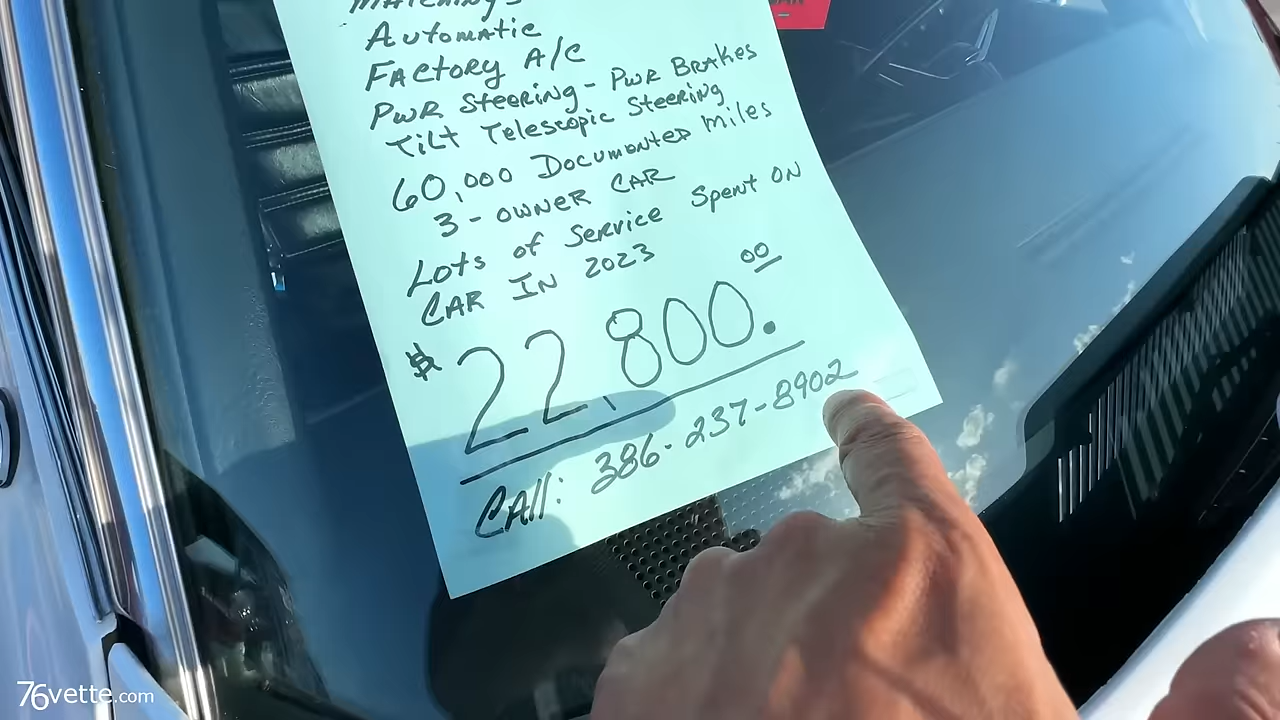 MATCHING
Automatic
FACTORY A/C
PWR Steering - PWR BRAKes
TiLT Telescopic Steering
60,000 Documented miles
3 - OWNER CAR
Lots of Service Spent ON
CAR IN 2023
$ 22,800.00
CAll: 386-237-8902
76vette.com